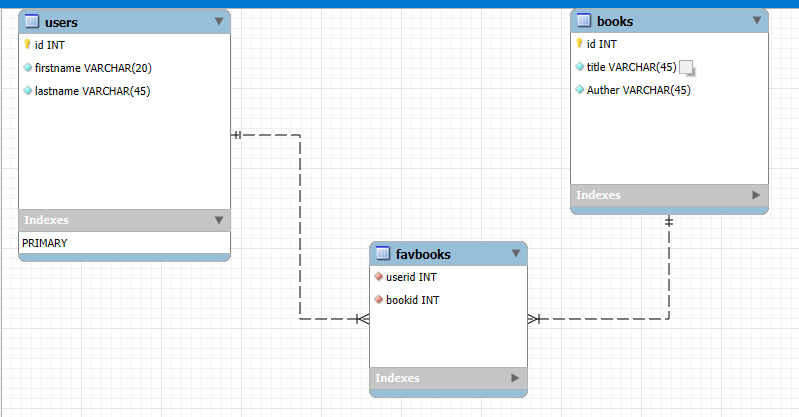 users
id INT
firstname VARCHAR(20)
lastname VARCHAR(45)
Indexes
PRIMARY
books
id INT
title VARCHAR(45)
Auther VARCHAR(45)
Indexes
favbooks
userid INT
bookid INT
Indexes